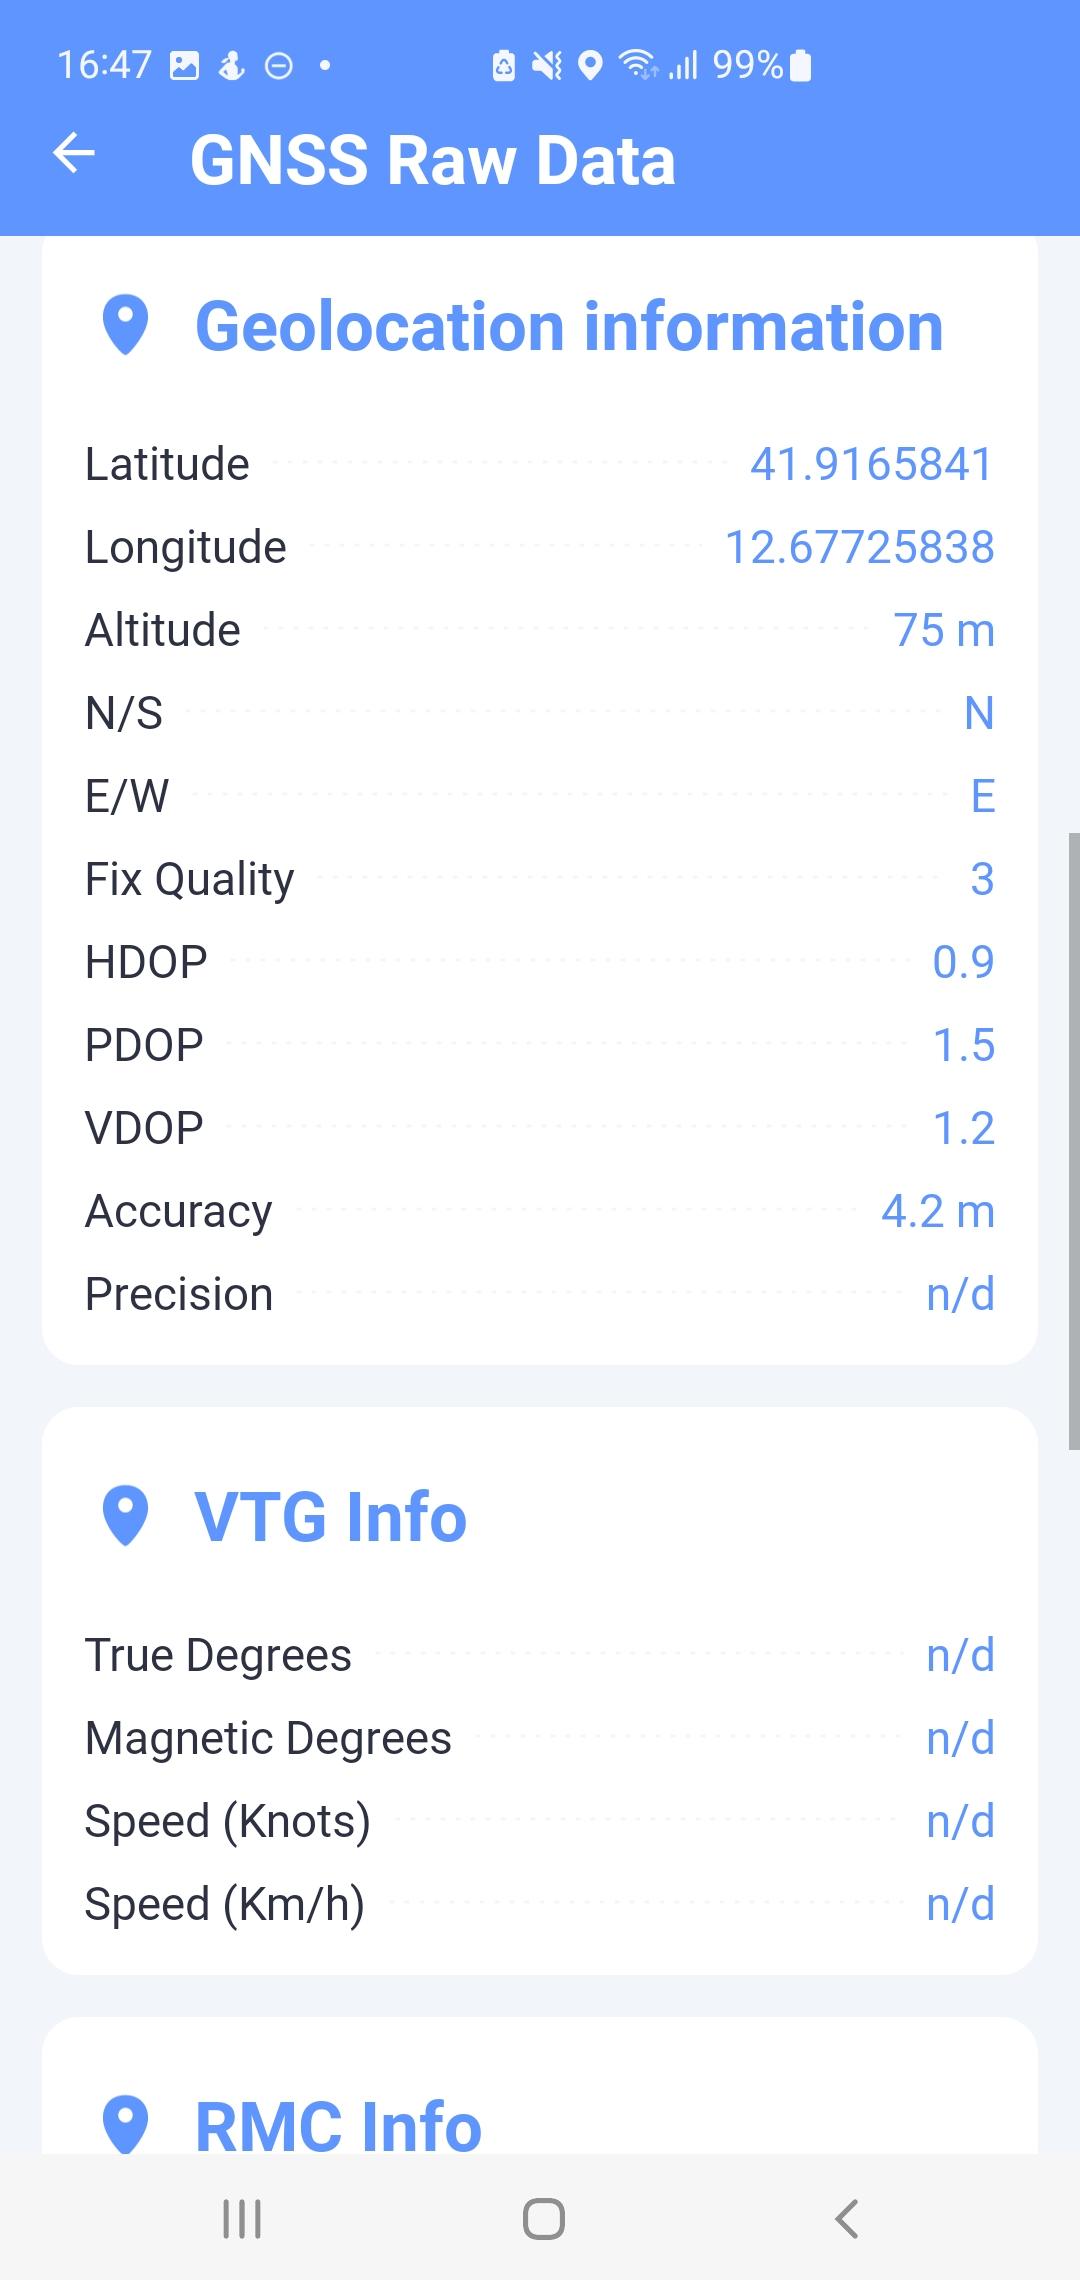 16:47 99%
GNSS Raw Data
Geolocation information
Latitude 41.9165841
Longitude 12.67725838
Altitude 75 m
N/S N
E/W E
Fix Quality 3
HDOP 0.9
PDOP 1.5
VDOP 1.2
Accuracy 4.2 m
Precision n/d
VTG Info
True Degrees n/d
Magnetic Degrees n/d
Speed (Knots) n/d
Speed (Km/h) n/d
RMC Info